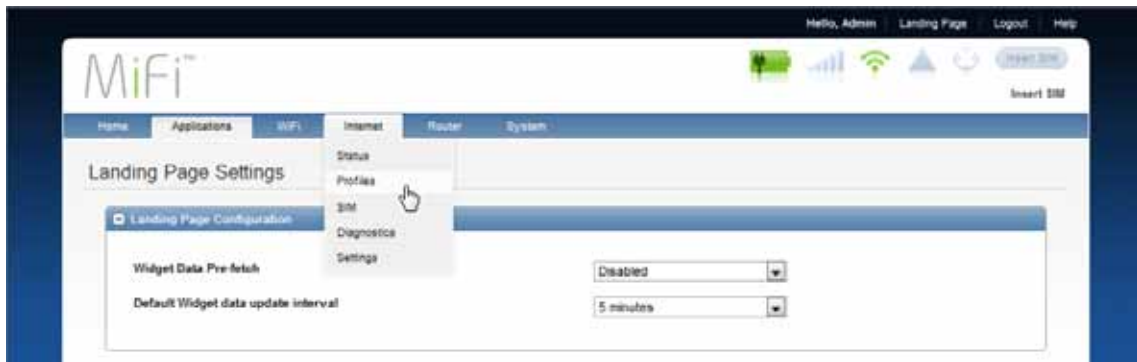 Hello, Admin Landing Page Logout Help
MiFi™
Insert SIM
Insert SIM
Home Applications WiFi Internet Router System
Status
Landing Page Settings
Profiles
SIM
Landing Page Configuration
Diagnostics
Settings
Widget Data Pre-fetch Disabled
Default Widget data update interval 5 minutes